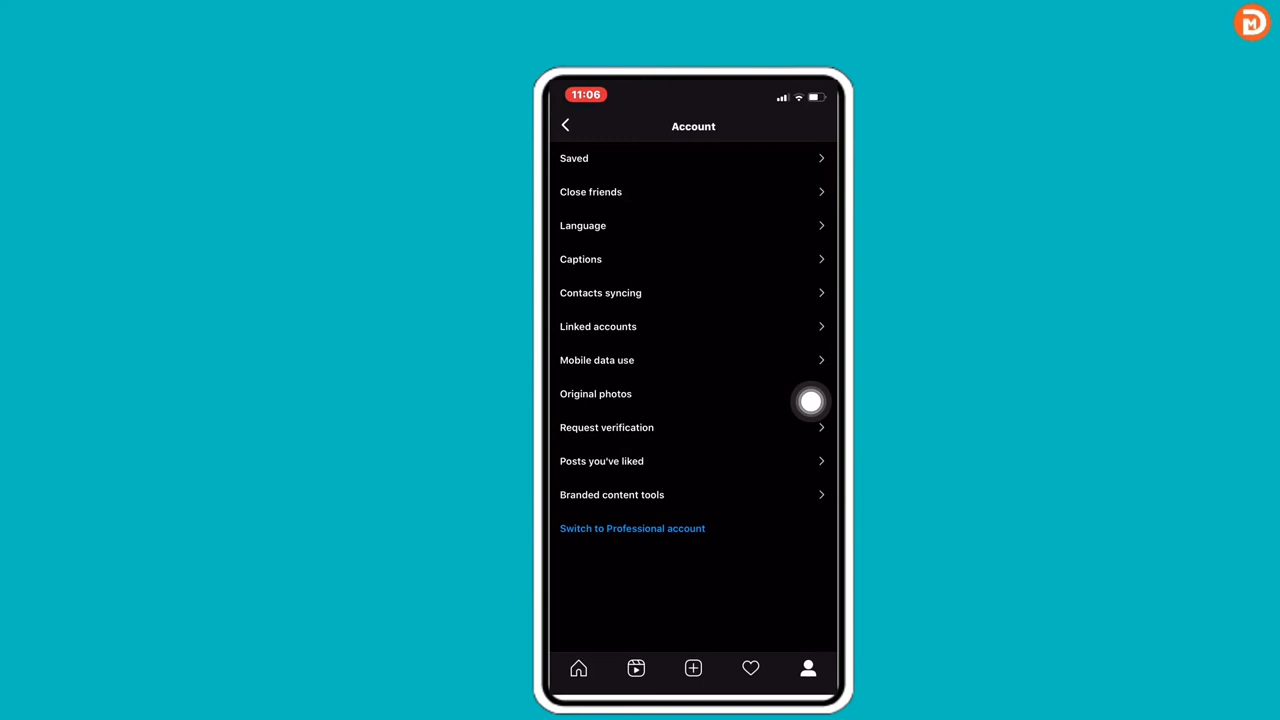 DM
11:06
Account
Saved
Close friends
Language
Captions
Contacts syncing
Linked accounts
Mobile data use
Original photos
Request verification
Posts you've liked
Branded content tools
Switch to Professional account